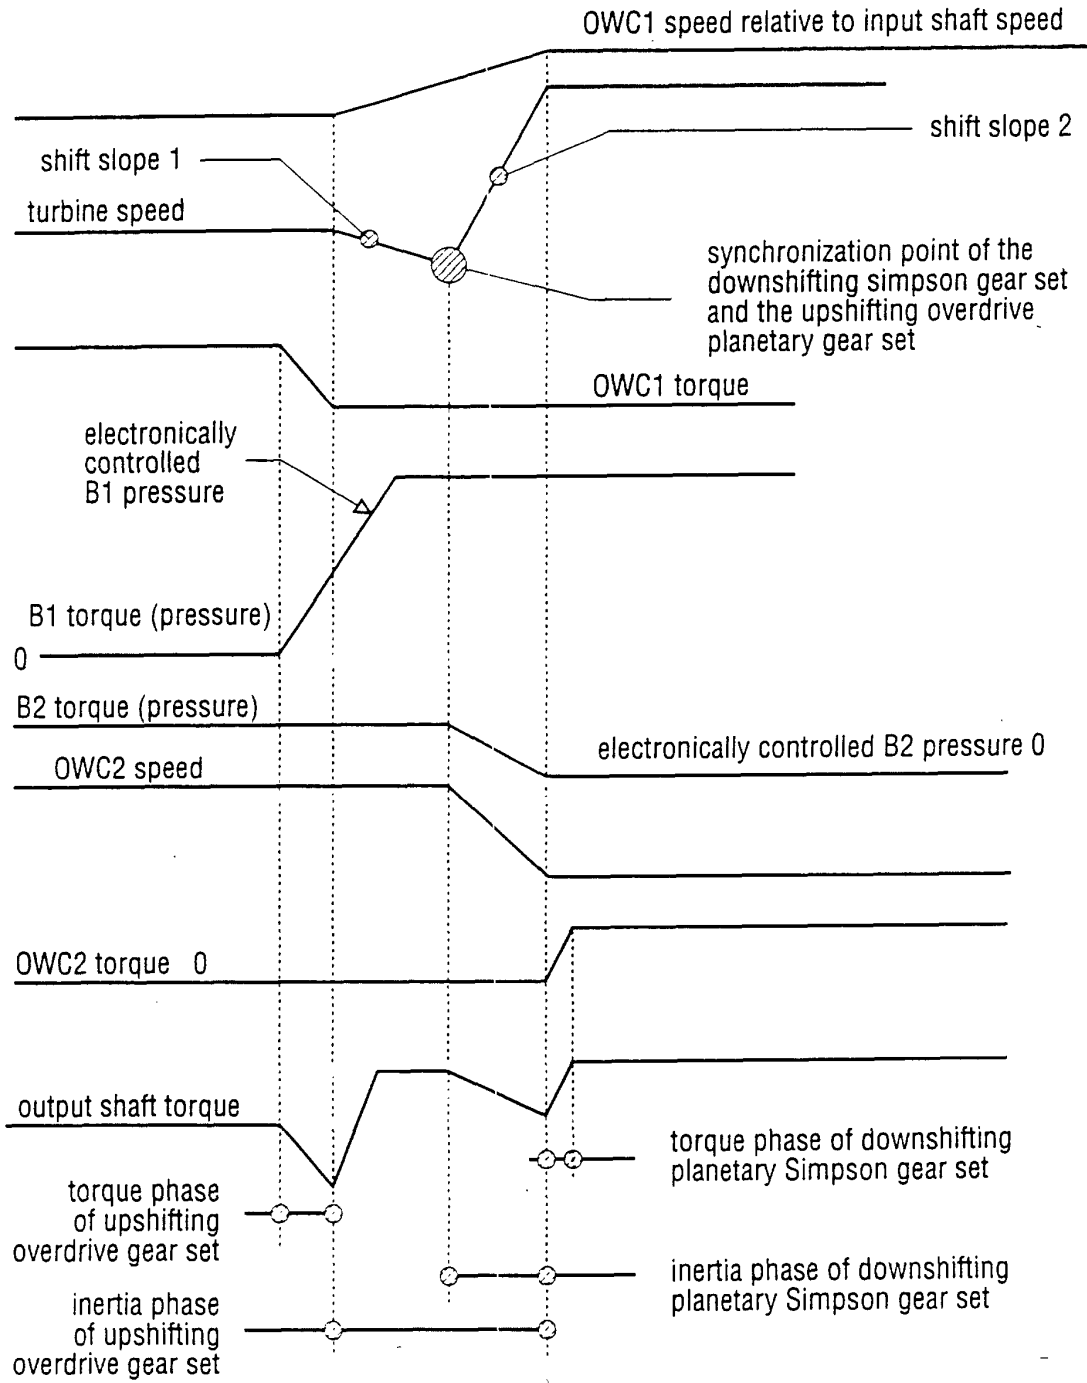 OWC1 speed relative to input shaft speed
shift slope 1
shift slope 2
turbine speed
synchronization point of the
downshifting simpson gear set
and the upshifting overdrive
planetary gear set
OWC1 torque
electronically
controlled
B1 pressure
B1 torque (pressure)
0
B2 torque (pressure)
electronically controlled B2 pressure 0
OWC2 speed
OWC2 torque 0
output shaft torque
torque phase of downshifting
planetary Simpson gear set
torque phase
of upshifting
overdrive gear set
inertia phase of downshifting
planetary Simpson gear set
inertia phase
of upshifting
overdrive gear set